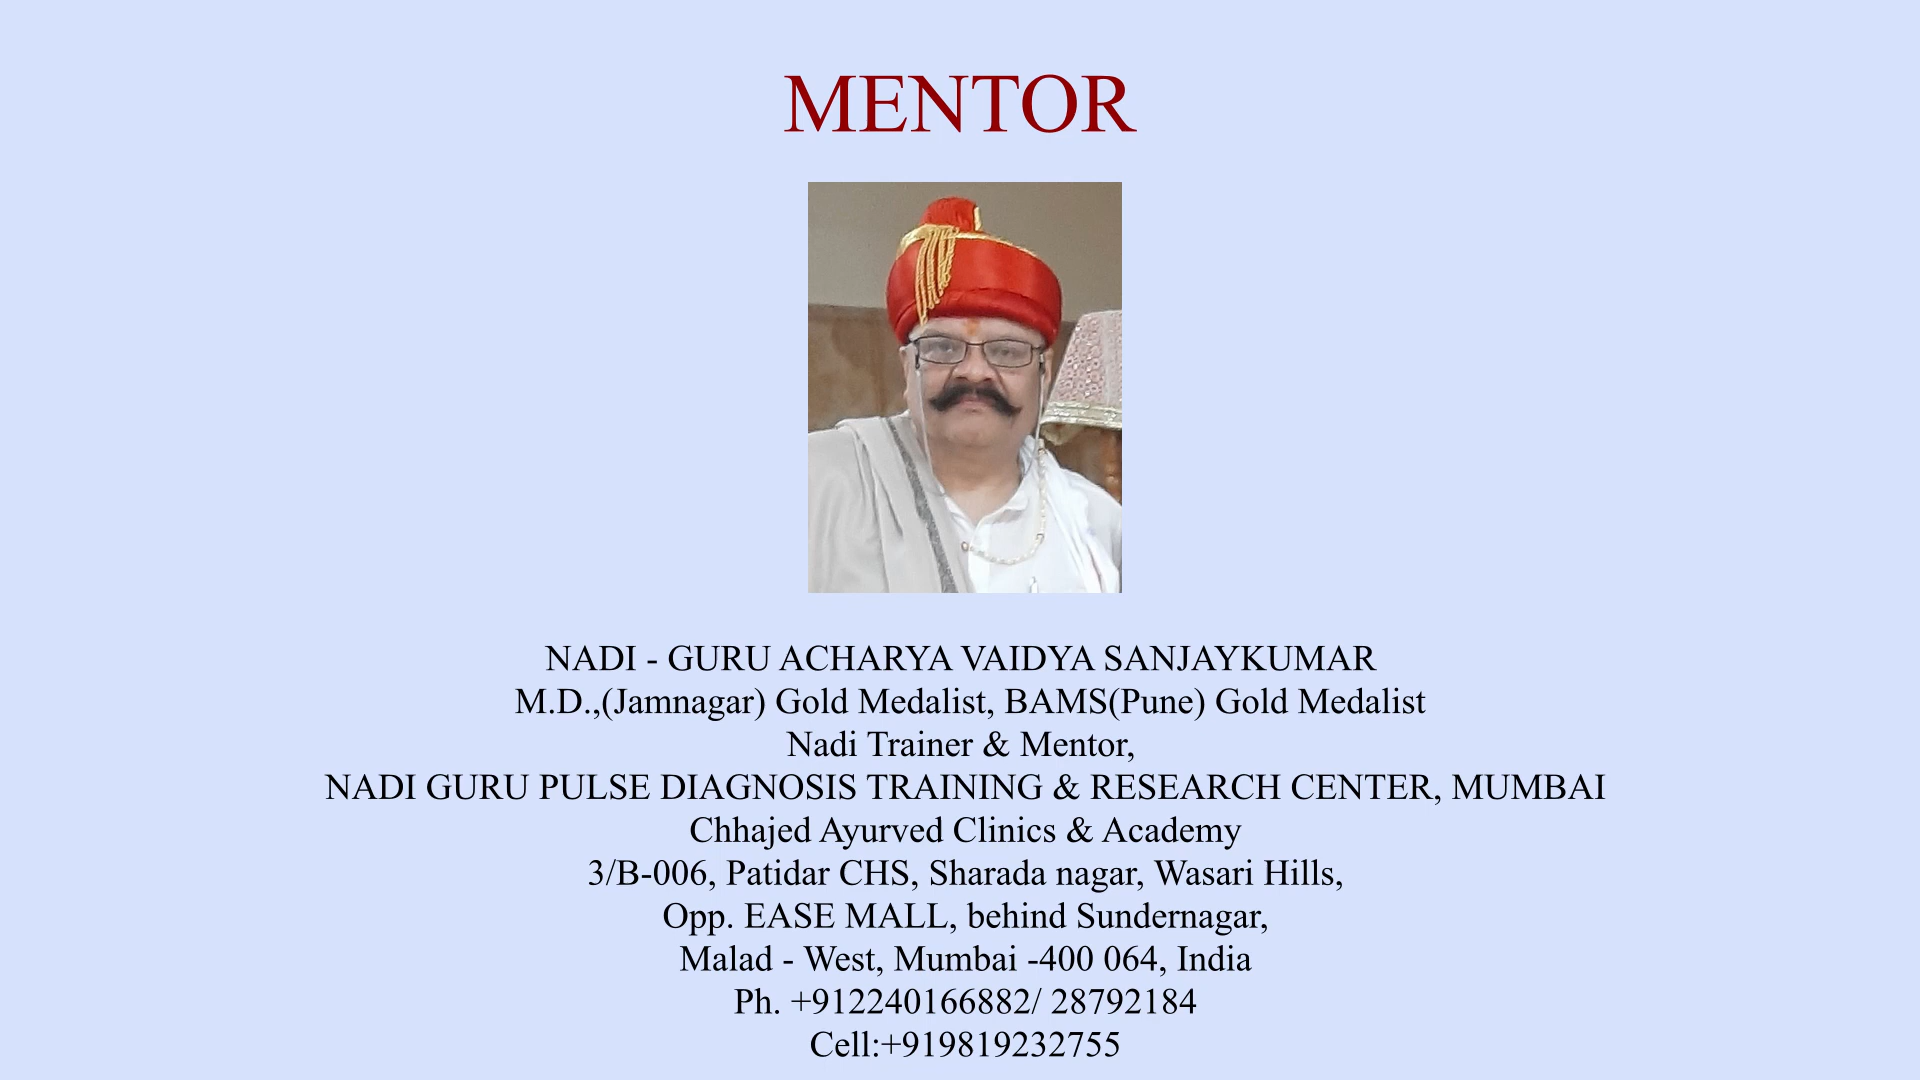 MENTOR
NADI - GURU ACHARYA VAIDYA SANJAYKUMAR
M.D.,(Jamnagar) Gold Medalist, BAMS(Pune) Gold Medalist
Nadi Trainer & Mentor,
NADI GURU PULSE DIAGNOSIS TRAINING & RESEARCH CENTER, MUMBAI
Chhajed Ayurved Clinics & Academy
3/B-006, Patidar CHS, Sharada nagar, Wasari Hills,
Opp. EASE MALL, behind Sundernagar,
Malad - West, Mumbai -400 064, India
Ph. +912240166882/ 28792184
Cell:+919819232755